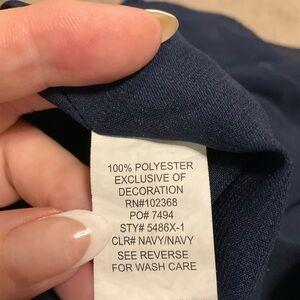 100% POLYESTER
EXCLUSIVE OF
DECORATION
RN#102368
PO# 7494
STY# 5486X-1
CLR# NAVY/NAVY
SEE REVERSE
FOR WASH CARE